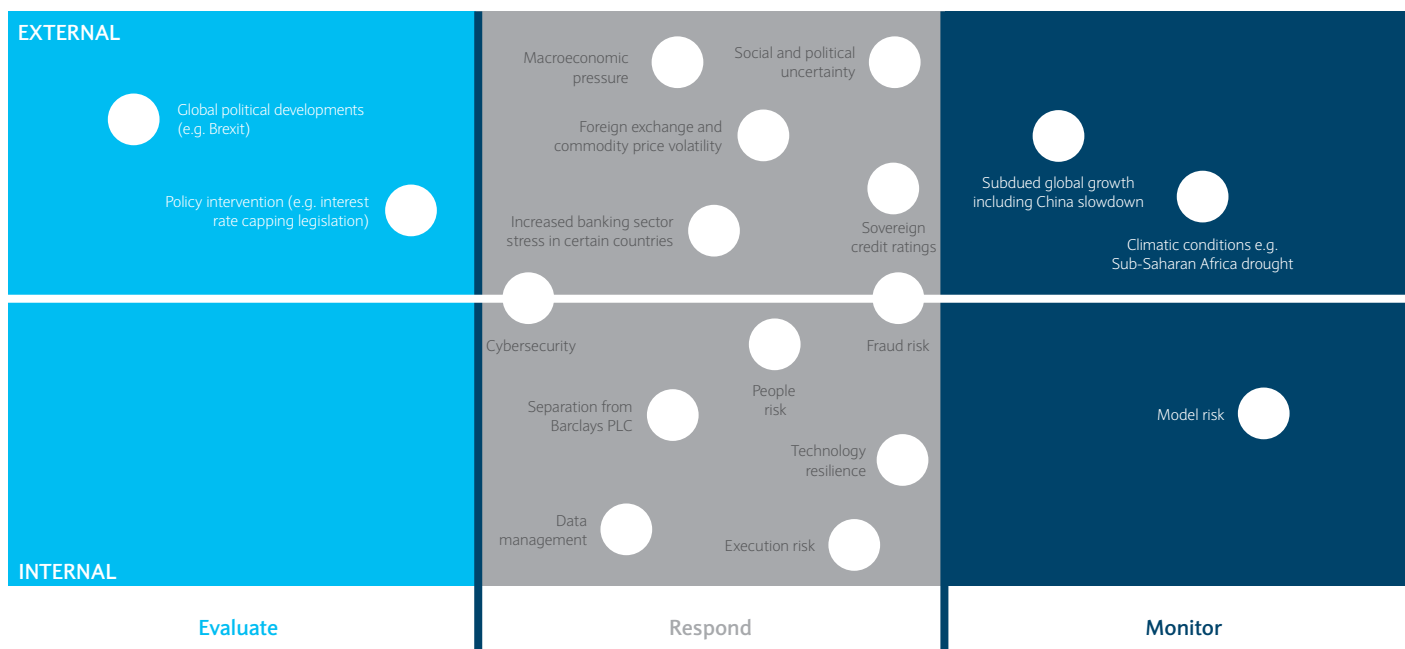 EXTERNAL
Global political developments
(e.g. Brexit)
Policy intervention (e.g. interest
rate capping legislation)
Macroeconomic
pressure
Social and political
uncertainty
Foreign exchange and
commodity price volatility
Increased banking sector
stress in certain countries
Sovereign
credit ratings
Subdued global growth
including China slowdown
Climatic conditions e.g.
Sub-Saharan Africa drought
Cybersecurity
Fraud risk
People
risk
Separation from
Barclays PLC
Technology
resilience
Data
management
Execution risk
Model risk
INTERNAL
Evaluate
Respond
Monitor